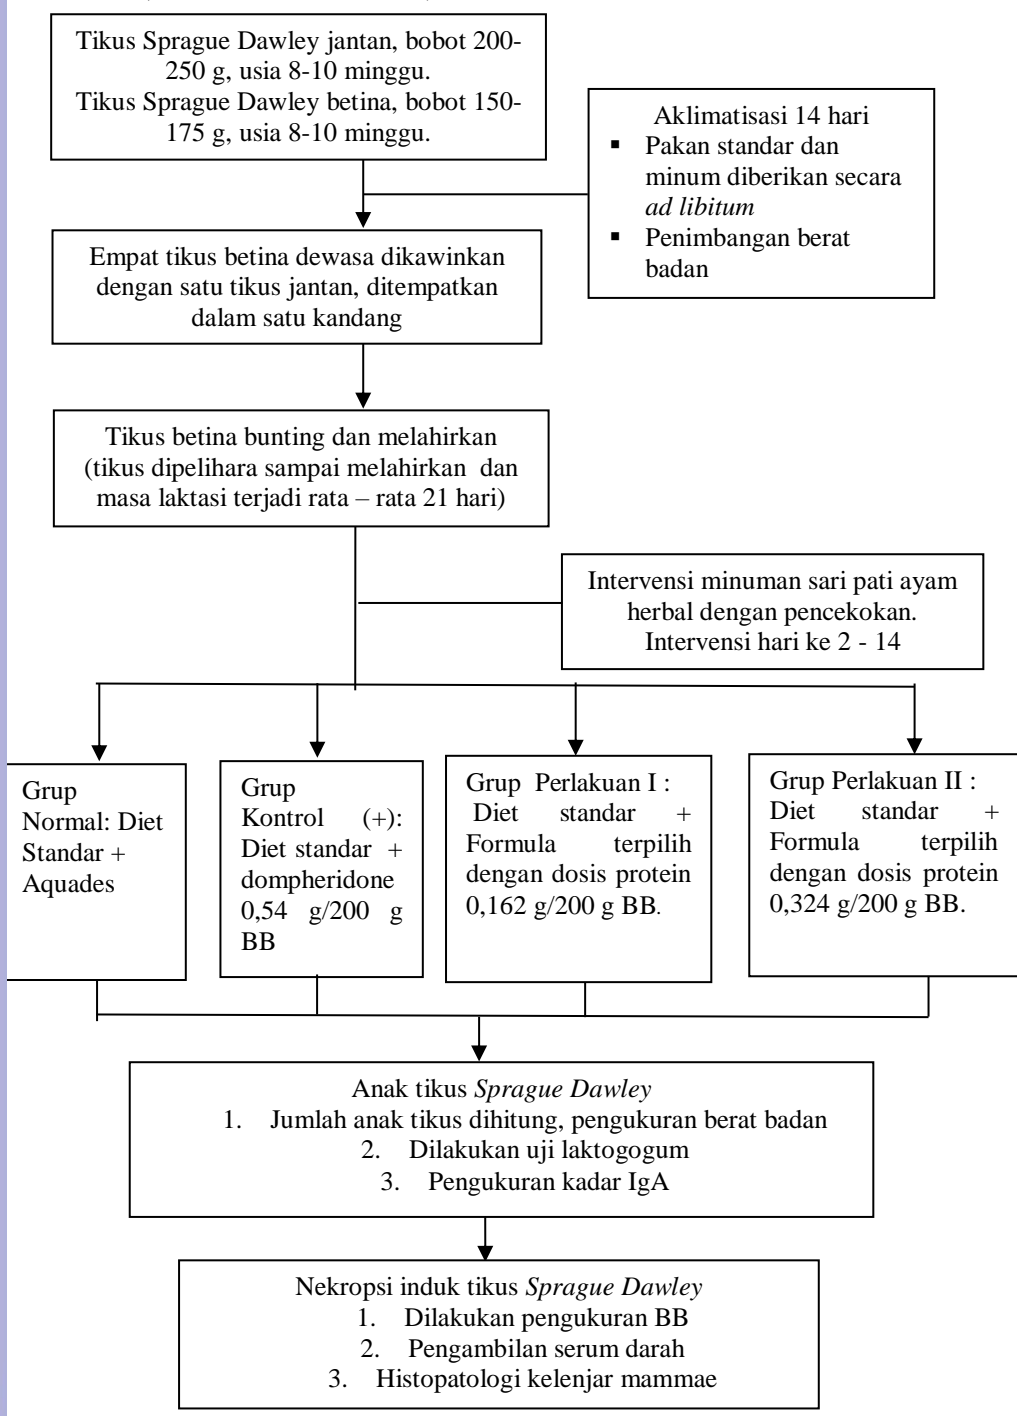 Tikus Sprague Dawley jantan, bobot 200-
250 g, usia 8-10 minggu.
Tikus Sprague Dawley betina, bobot 150-
175 g, usia 8-10 minggu.
Aklimatisasi 14 hari
▪ Pakan standar dan
minum diberikan secara
ad libitum
▪ Penimbangan berat
badan
Empat tikus betina dewasa dikawinkan
dengan satu tikus jantan, ditempatkan
dalam satu kandang
Tikus betina bunting dan melahirkan
(tikus dipelihara sampai melahirkan dan
masa laktasi terjadi rata – rata 21 hari)
Intervensi minuman sari pati ayam
herbal dengan pencekokan.
Intervensi hari ke 2 - 14
Grup
Normal: Diet
Standar +
Aquades
Grup
Kontrol (+):
Diet standar +
dompheridone
0,54 g/200 g
BB
Grup Perlakuan I :
Diet standar +
Formula terpilih
dengan dosis protein
0,162 g/200 g BB.
Grup Perlakuan II :
Diet standar +
Formula terpilih
dengan dosis protein
0,324 g/200 g BB.
Anak tikus Sprague Dawley
1. Jumlah anak tikus dihitung, pengukuran berat badan
2. Dilakukan uji laktogogum
3. Pengukuran kadar IgA
Nekropsi induk tikus Sprague Dawley
1. Dilakukan pengukuran BB
2. Pengambilan serum darah
3. Histopatologi kelenjar mammae